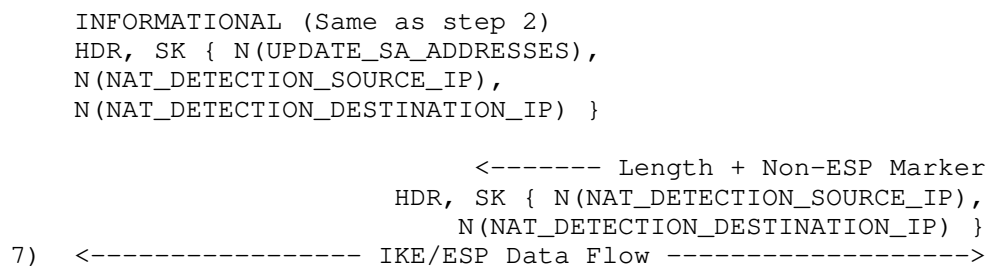 INFORMATIONAL (Same as step 2)
HDR, SK { N(UPDATE_SA_ADDRESSES),
N(NAT_DETECTION_SOURCE_IP),
N(NAT_DETECTION_DESTINATION_IP) }
<------- Length + Non-ESP Marker
HDR, SK { N(NAT_DETECTION_SOURCE_IP),
N(NAT_DETECTION_DESTINATION_IP) }
7) <----------------- IKE/ESP Data Flow ------------------->